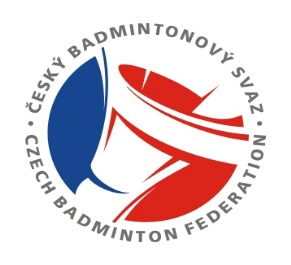 ČESKÝ BADMINTONOVÝ SVAZ
CZECH BADMINTON FEDERATION